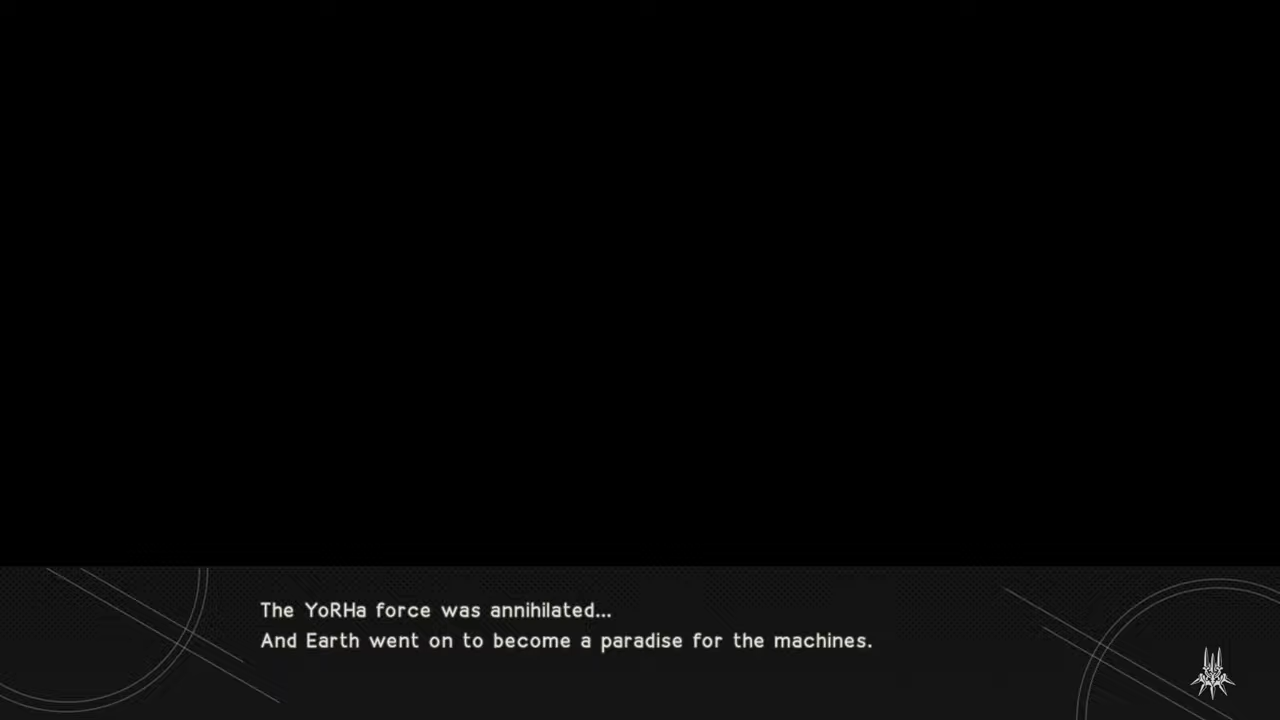 The YoRHa force was annihilated...
And Earth went on to become a paradise for the machines.